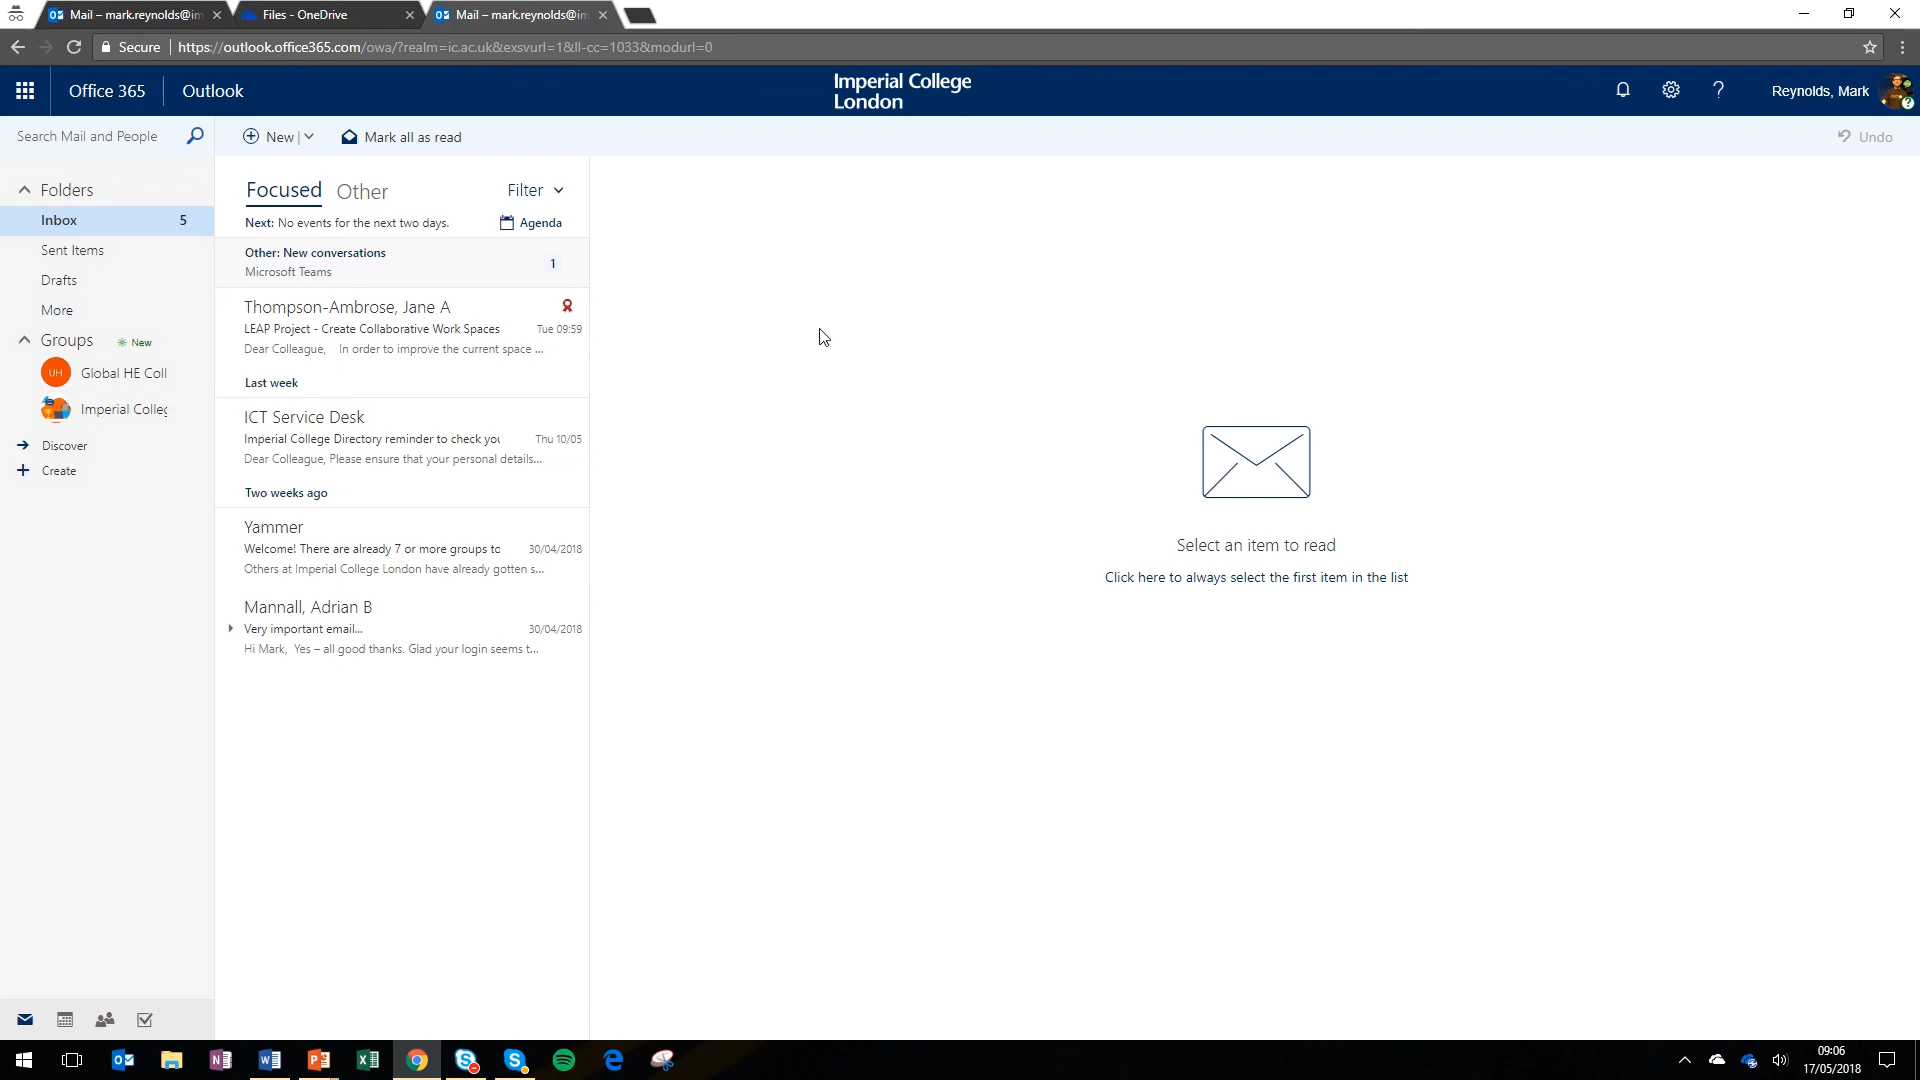 Mail – mark.reynolds@im
Files - OneDrive
Mail – mark.reynolds@im
Secure
https://outlook.office365.com/owa/?realm=ic.ac.uk&exsvurl=1&ll-cc=1033&modurl=0
Office 365
Outlook
Imperial College
London
?
Reynolds, Mark
Search Mail and People
New
Mark all as read
Undo
Folders
Inbox 5
Sent Items
Drafts
More
Groups
New
UH
Global HE Coll
Imperial Colleg
Discover
Create
Focused
Other
Filter
Next: No events for the next two days.
Agenda
Other: New conversations
1
Microsoft Teams
Thompson-Ambrose, Jane A
LEAP Project - Create Collaborative Work Spaces
Tue 09:59
Dear Colleague, In order to improve the current space ...
Last week
ICT Service Desk
Imperial College Directory reminder to check you
Thu 10/05
Dear Colleague, Please ensure that your personal details...
Two weeks ago
Yammer
Welcome! There are already 7 or more groups to
30/04/2018
Others at Imperial College London have already gotten s...
Mannall, Adrian B
Very important email...
30/04/2018
Hi Mark, Yes – all good thanks. Glad your login seems t...
Select an item to read
Click here to always select the first item in the list
09:06
17/05/2018